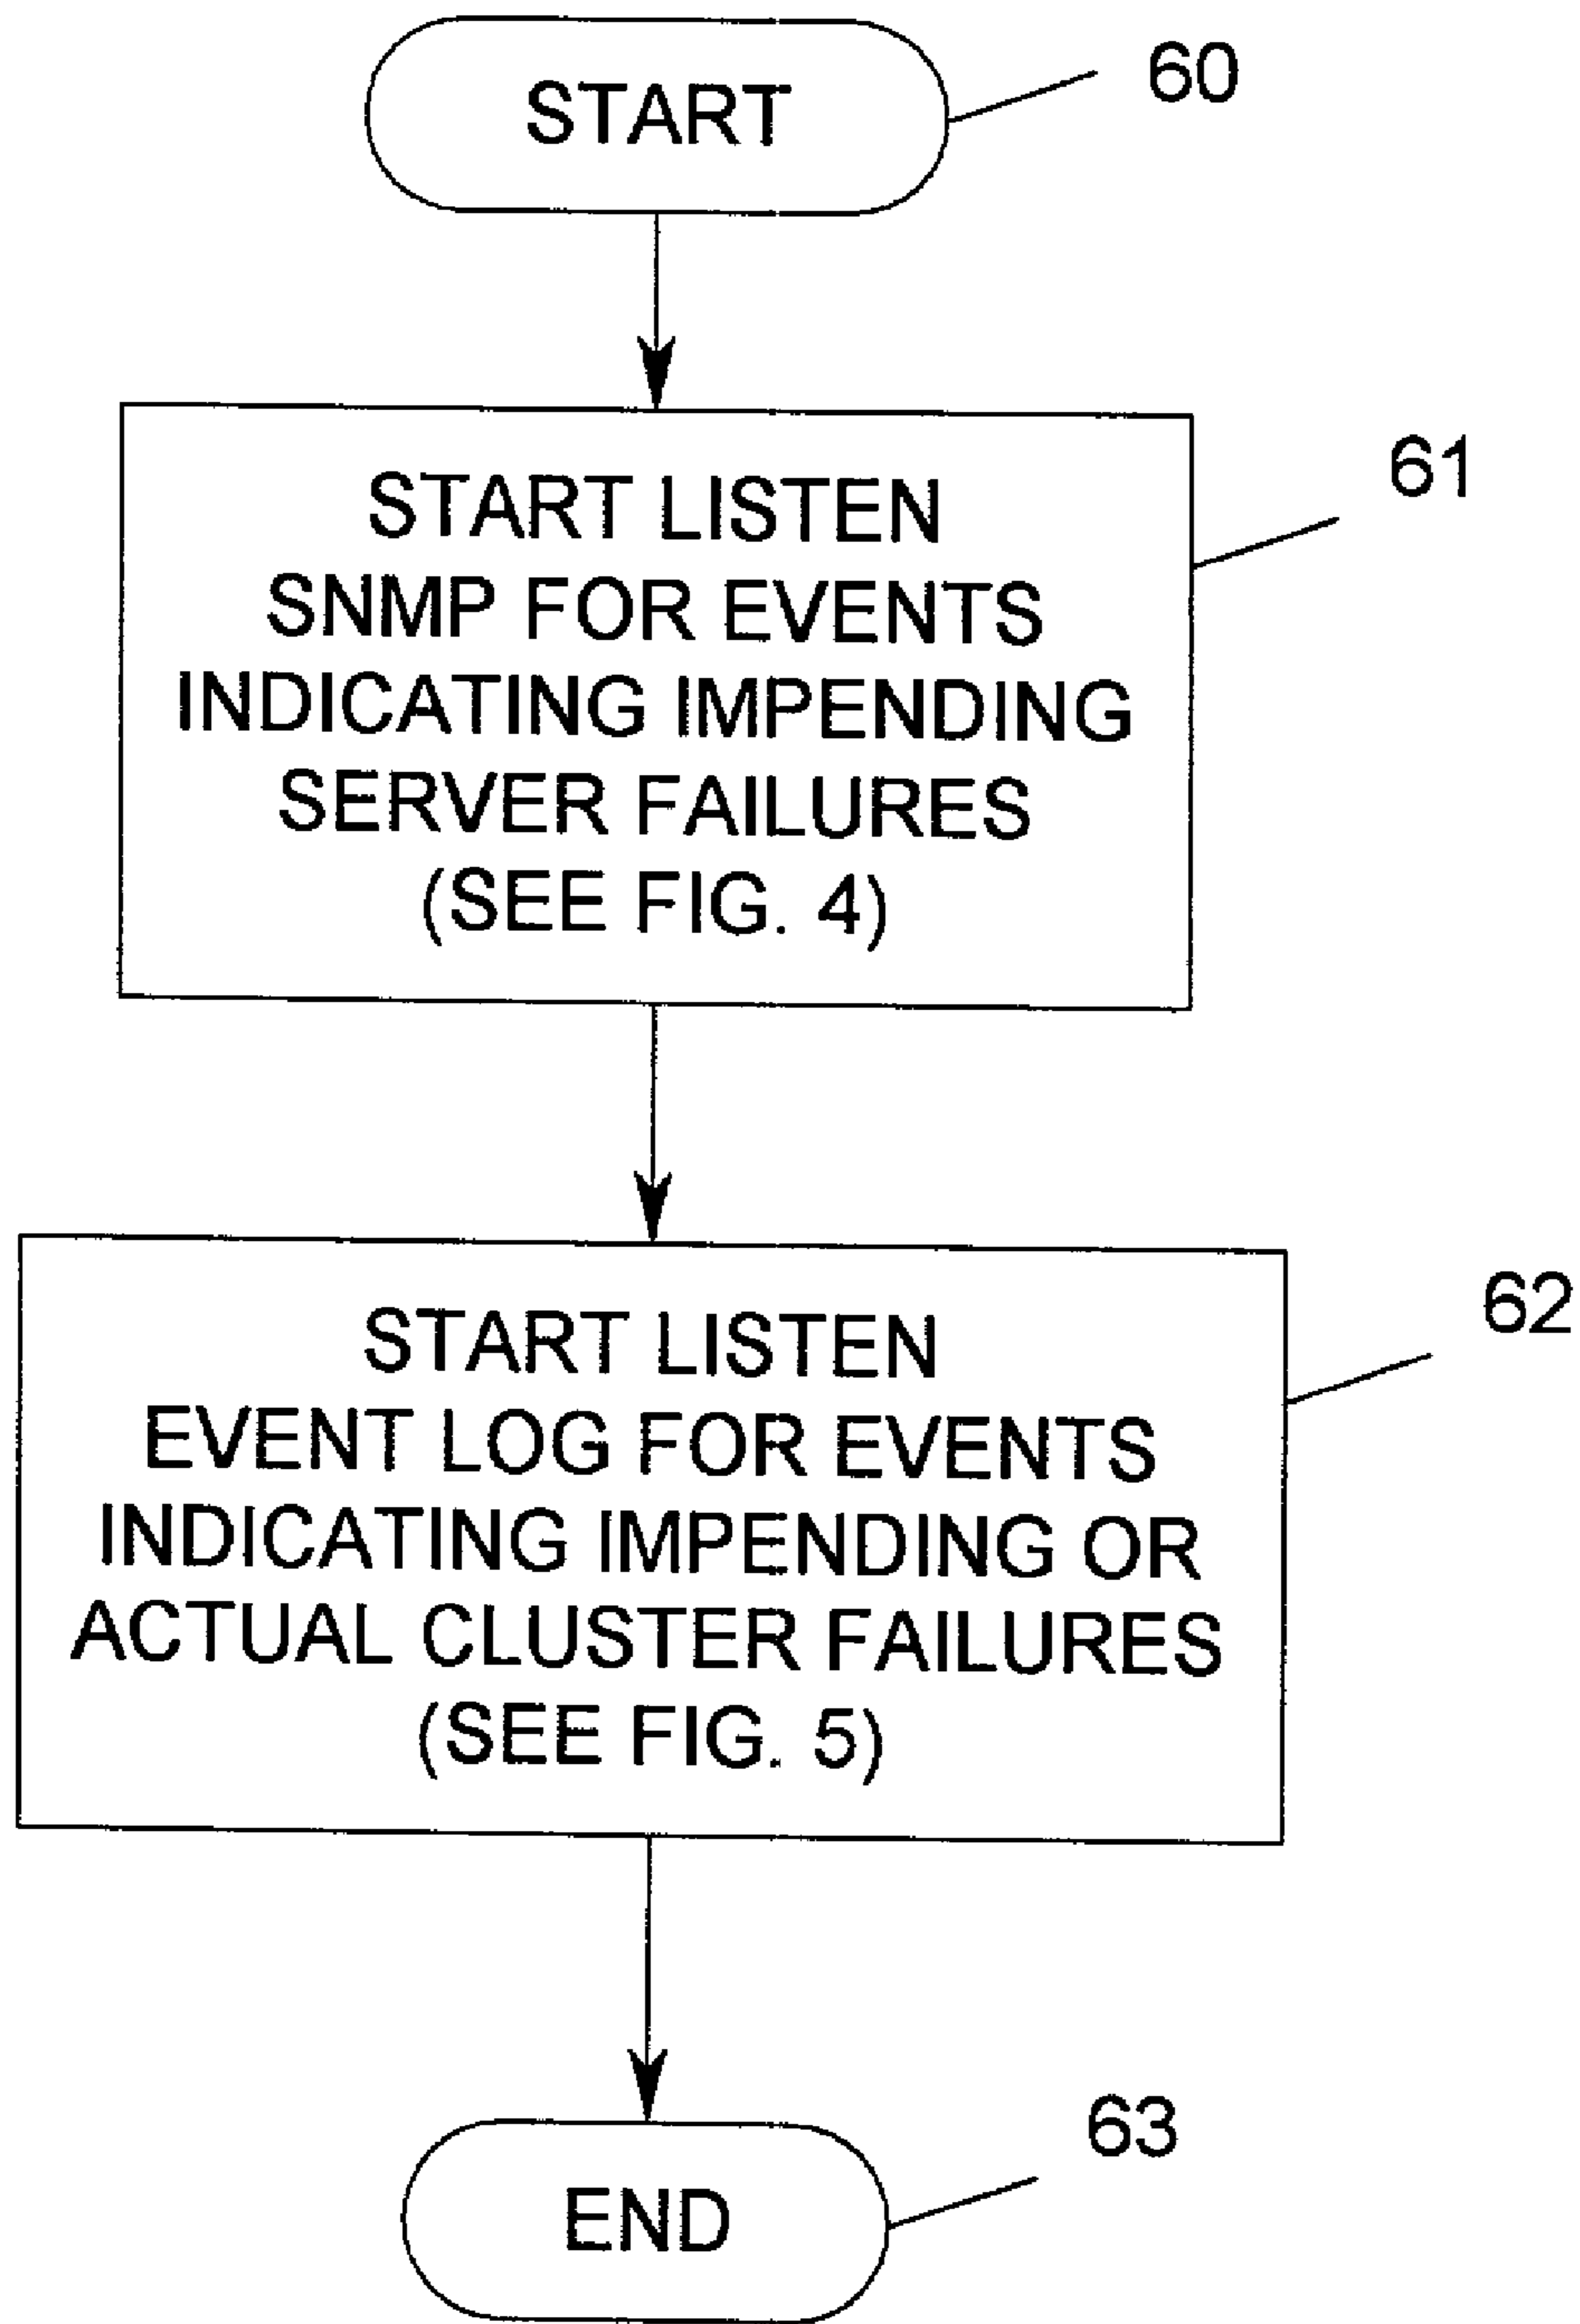 START
60
START LISTEN
SNMP FOR EVENTS
INDICATING IMPENDING
SERVER FAILURES
(SEE FIG. 4)
61
START LISTEN
EVENT LOG FOR EVENTS
INDICATING IMPENDING OR
ACTUAL CLUSTER FAILURES
(SEE FIG. 5)
62
END
63